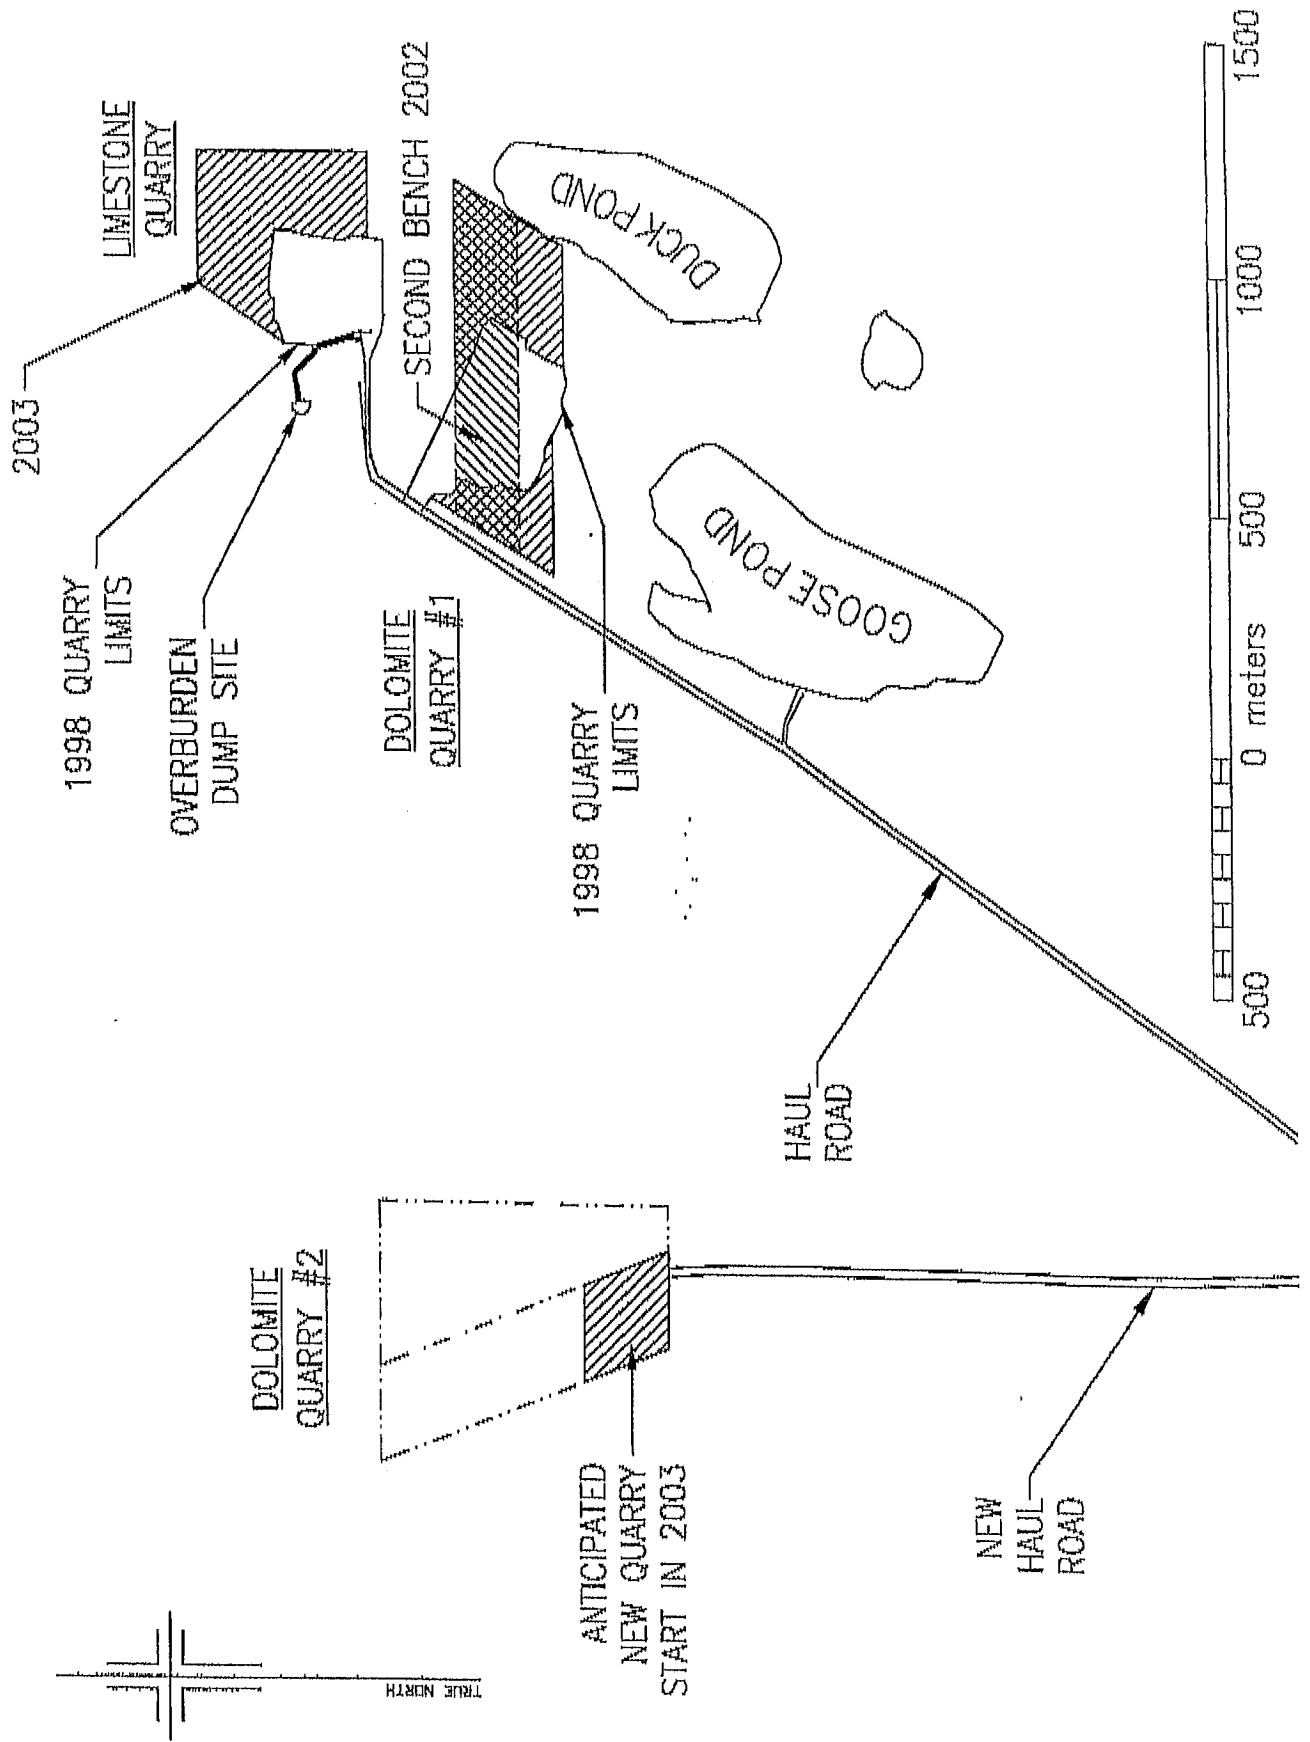 2003
LIMESTONE
QUARRY
1998 QUARRY
LIMITS
OVERBURDEN
DUMP SITE
SECOND BENCH 2002
DOLOMITE
QUARRY #1
1998 QUARRY
LIMITS
DUCK POND
GOOSE POND
HAUL
ROAD
DOLOMITE
QUARRY #2
ANTICIPATED
NEW QUARRY
START IN 2003
NEW
HAUL
ROAD
TRUE NORTH
500
0 meters
500
1000
1500